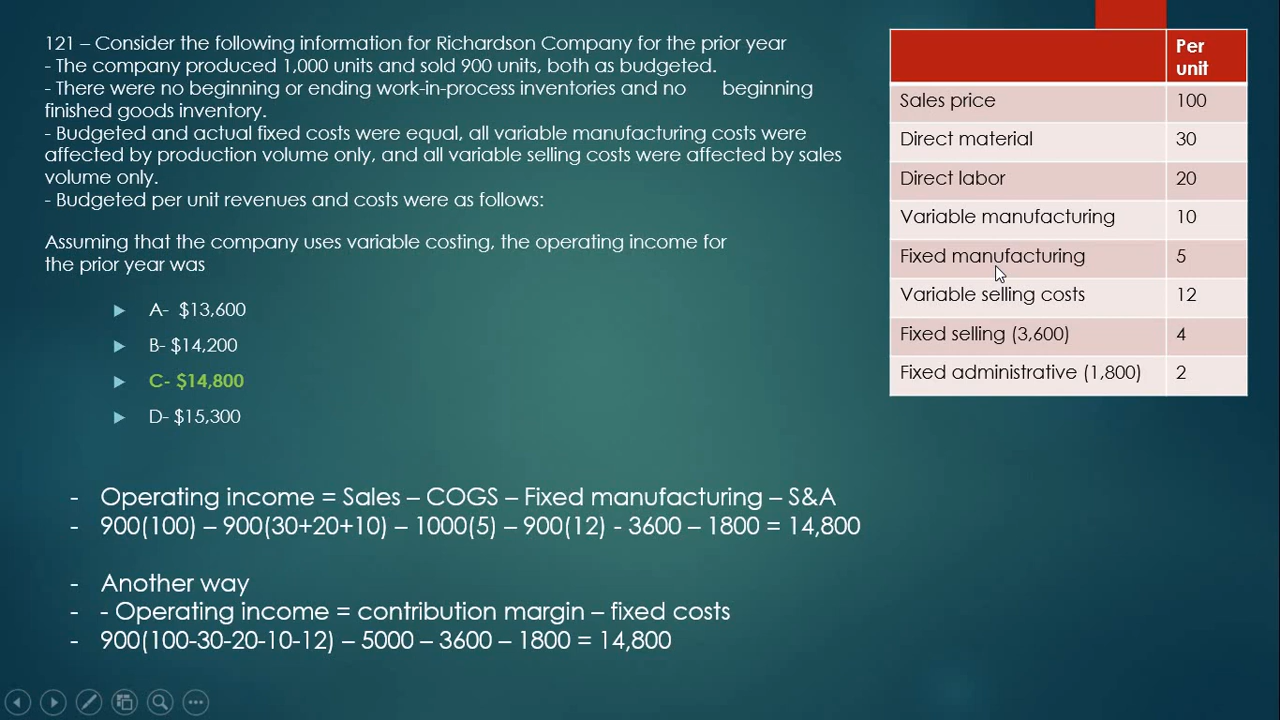 121 – Consider the following information for Richardson Company for the prior year
- The company produced 1,000 units and sold 900 units, both as budgeted.
- There were no beginning or ending work-in-process inventories and no beginning
finished goods inventory.
- Budgeted and actual fixed costs were equal, all variable manufacturing costs were
affected by production volume only, and all variable selling costs were affected by sales
volume only.
- Budgeted per unit revenues and costs were as follows:
Assuming that the company uses variable costing, the operating income for
the prior year was
A- $13,600
B- $14,200
C- $14,800
D- $15,300
Per
unit
Sales price 100
Direct material 30
Direct labor 20
Variable manufacturing 10
Fixed manufacturing 5
Variable selling costs 12
Fixed selling (3,600) 4
Fixed administrative (1,800) 2
- Operating income = Sales – COGS – Fixed manufacturing – S&A
- 900(100) – 900(30+20+10) – 1000(5) – 900(12) - 3600 – 1800 = 14,800
- Another way
- - Operating income = contribution margin – fixed costs
- 900(100-30-20-10-12) – 5000 – 3600 – 1800 = 14,800